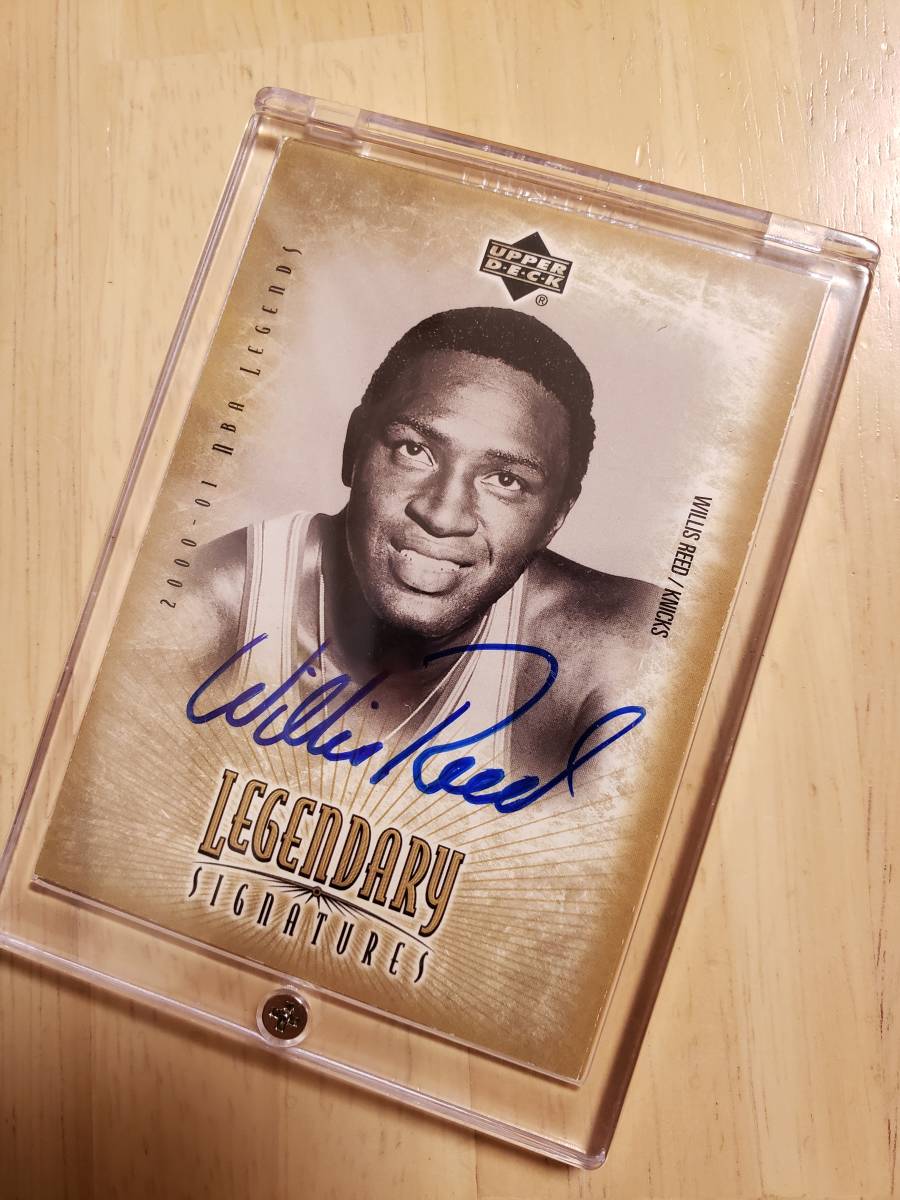 UPPER
D·E·C·K
®
2000-01 NBA LEGENDS
WILLIS REED / KNICKS
Willis Reed
LEGENDARY
SIGNATURES